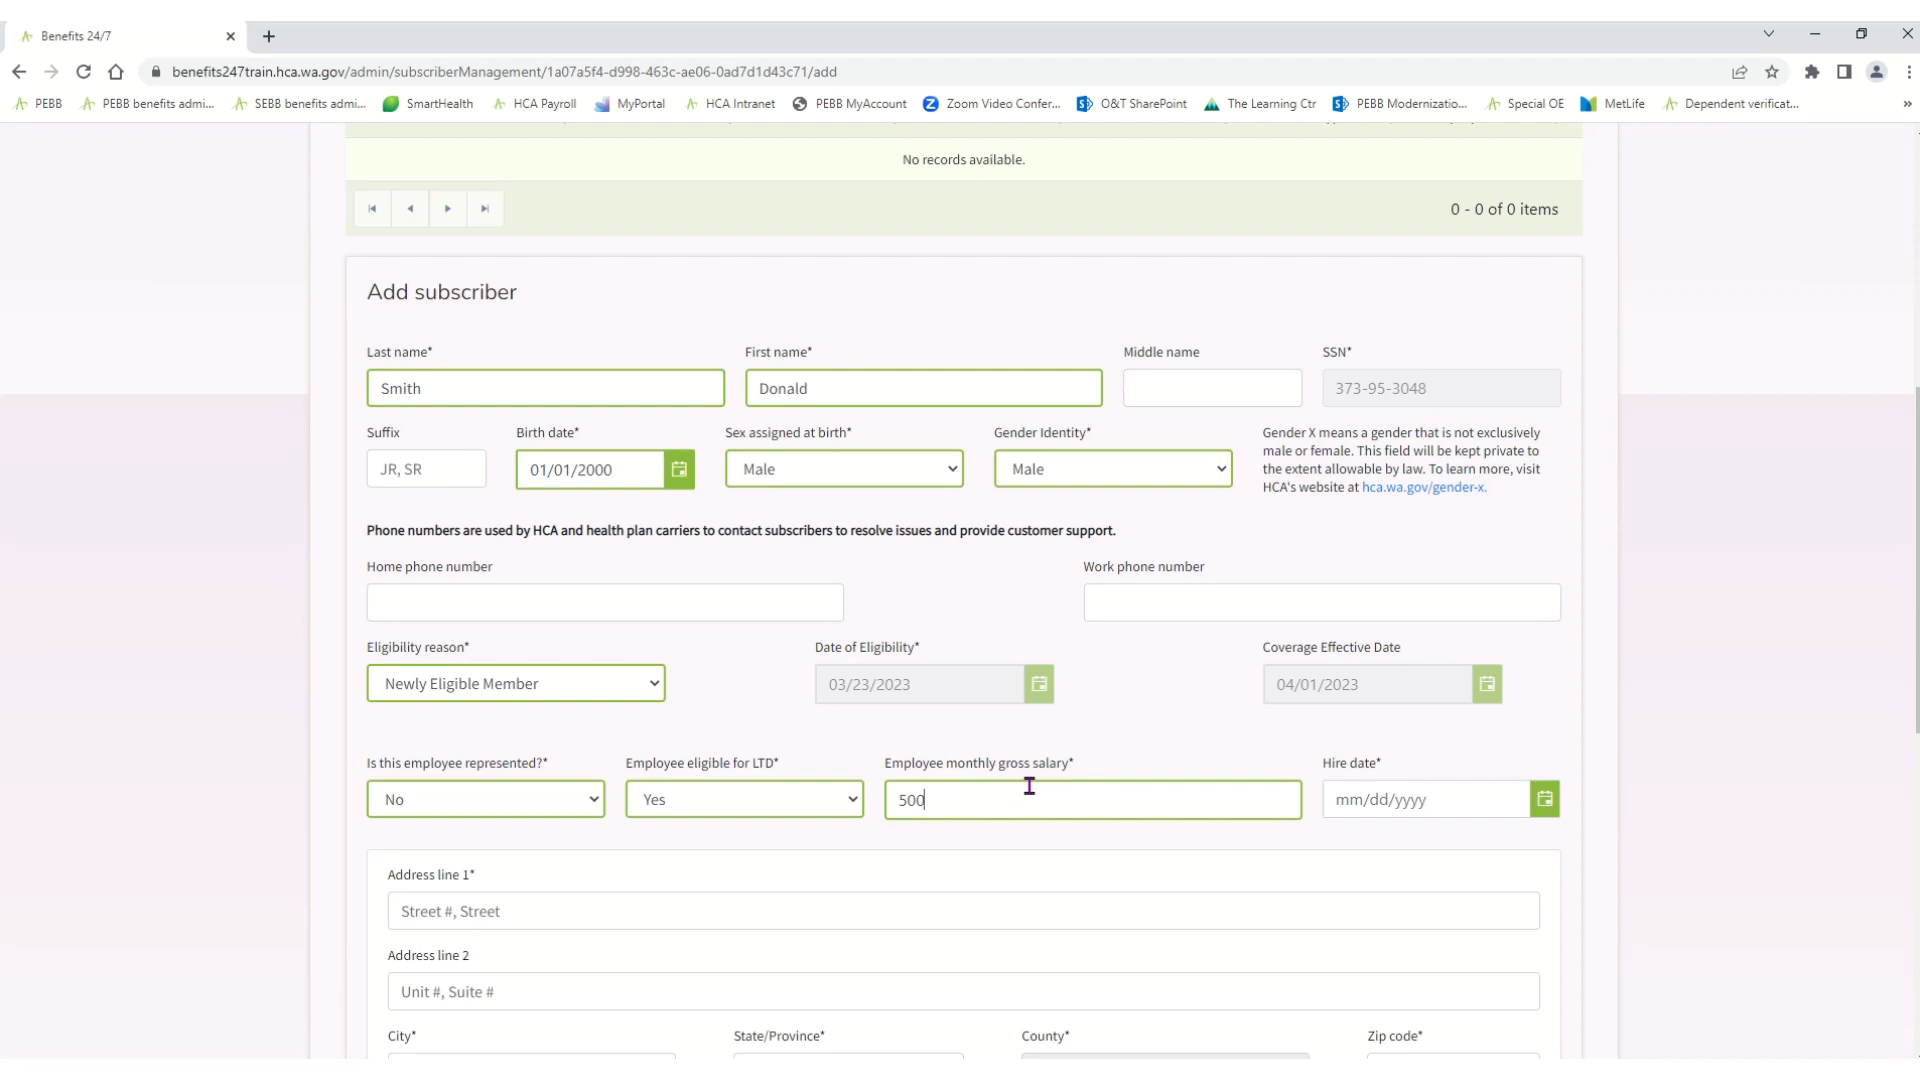 Benefits 24/7
benefits247train.hca.wa.gov/admin/subscriberManagement/1a07a5f4-d998-463c-ae06-0ad7d1d43c71/add
PEBB PEBB benefits admi... SEBB benefits admi... SmartHealth HCA Payroll MyPortal HCA Intranet PEBB MyAccount Zoom Video Confer... O&T SharePoint The Learning Ctr PEBB Modernizatio... Special OE MetLife Dependent verificat... »
No records available.
0 - 0 of 0 items
Add subscriber
Last name* First name* Middle name SSN*
Smith Donald 373-95-3048
Suffix Birth date* Sex assigned at birth* Gender Identity*
JR, SR 01/01/2000 Male Male
Gender X means a gender that is not exclusively
male or female. This field will be kept private to
the extent allowable by law. To learn more, visit
HCA's website at hca.wa.gov/gender-x.
Phone numbers are used by HCA and health plan carriers to contact subscribers to resolve issues and provide customer support.
Home phone number Work phone number
Eligibility reason* Date of Eligibility* Coverage Effective Date
Newly Eligible Member 03/23/2023 04/01/2023
Is this employee represented?* Employee eligible for LTD* Employee monthly gross salary* Hire date*
No Yes 500 mm/dd/yyyy
Address line 1*
Street #, Street
Address line 2
Unit #, Suite #
City* State/Province* County* Zip code*